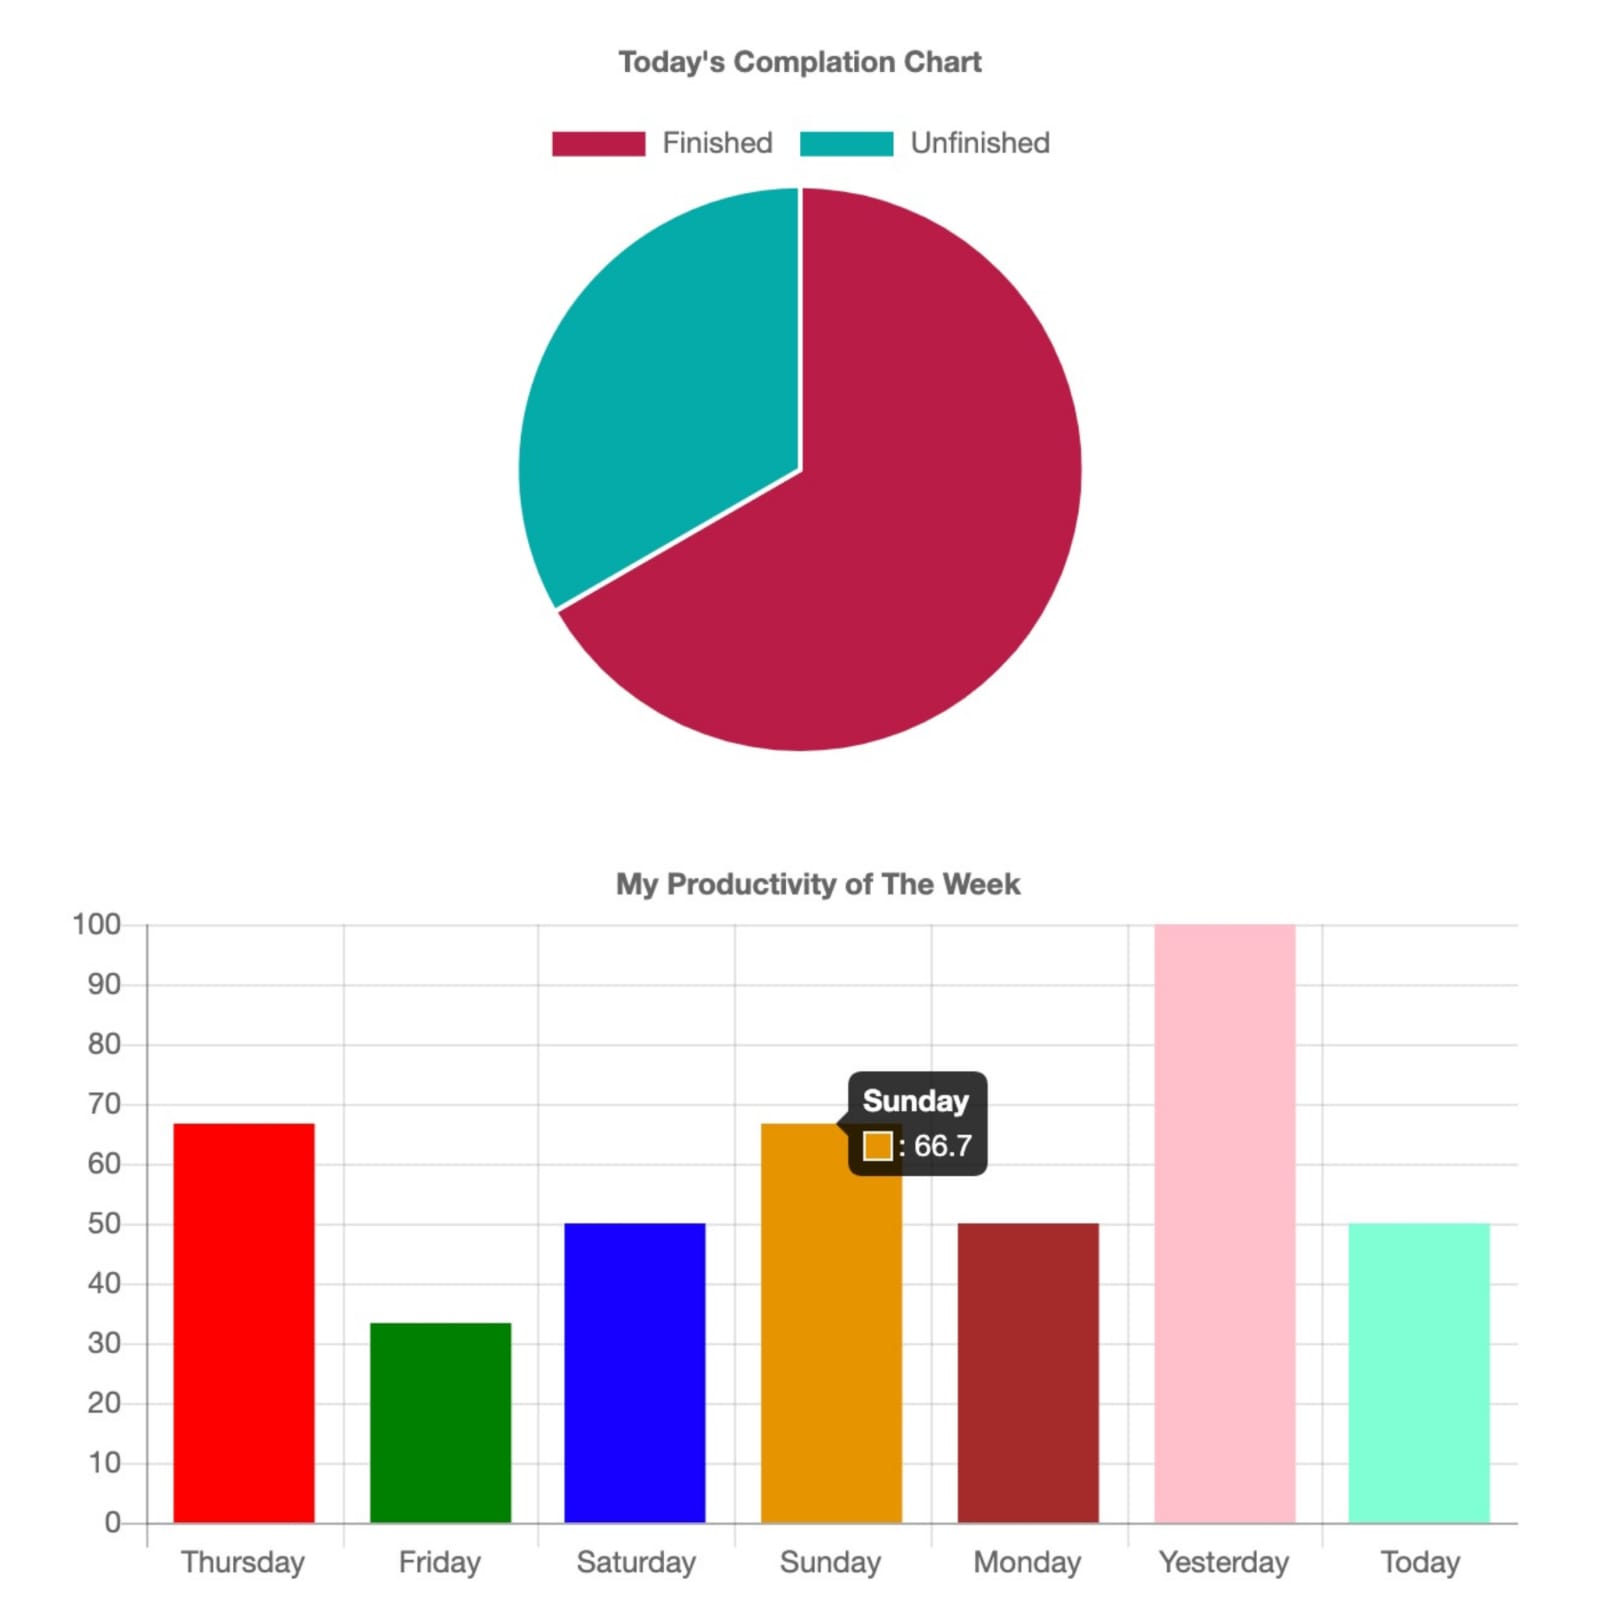 Today's Complation Chart
Finished Unfinished
My Productivity of The Week
100
90
80
70
60
50
40
30
20
10
0
Sunday
: 66.7
Thursday Friday Saturday Sunday Monday Yesterday Today